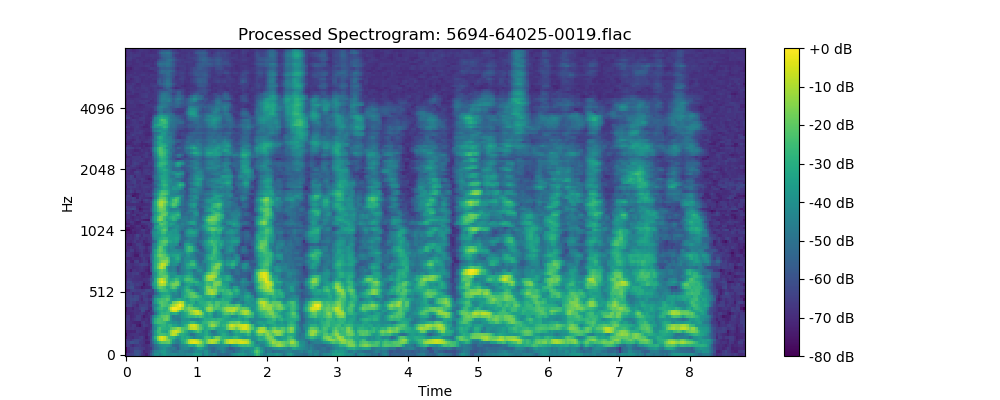 Processed Spectrogram: 5694-64025-0019.flac
Hz
4096
2048
1024
512
0
0 1 2 3 4 5 6 7 8
Time
+0 dB
-10 dB
-20 dB
-30 dB
-40 dB
-50 dB
-60 dB
-70 dB
-80 dB